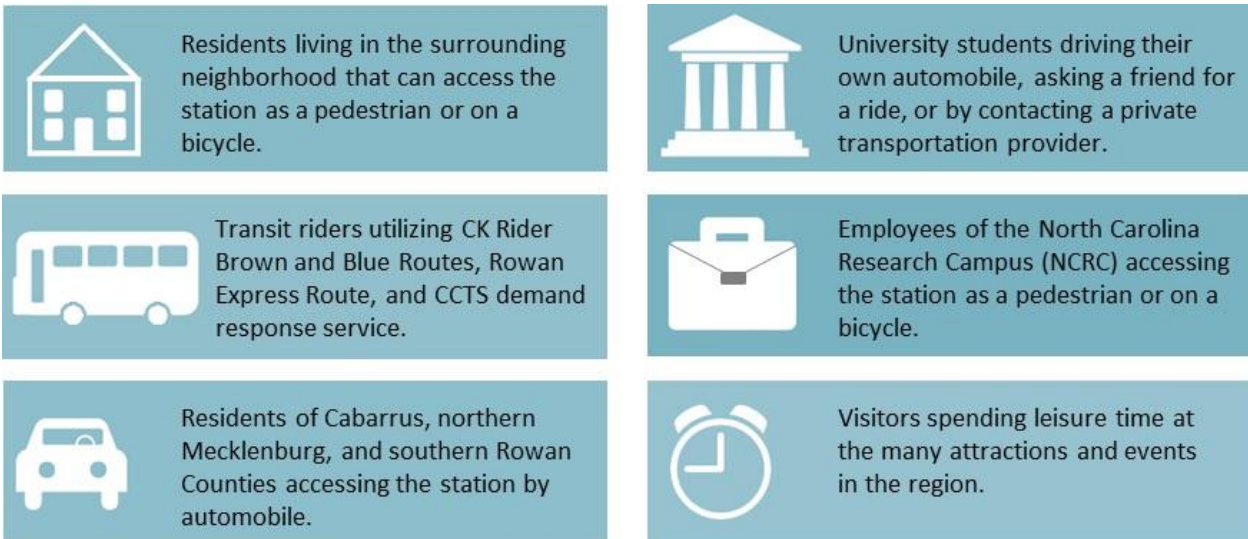 Residents living in the surrounding
neighborhood that can access the
station as a pedestrian or on a
bicycle.
University students driving their
own automobile, asking a friend for
a ride, or by contacting a private
transportation provider.
Transit riders utilizing CK Rider
Brown and Blue Routes, Rowan
Express Route, and CCTS demand
response service.
Employees of the North Carolina
Research Campus (NCRC) accessing
the station as a pedestrian or on a
bicycle.
Residents of Cabarrus, northern
Mecklenburg, and southern Rowan
Counties accessing the station by
automobile.
Visitors spending leisure time at
the many attractions and events
in the region.